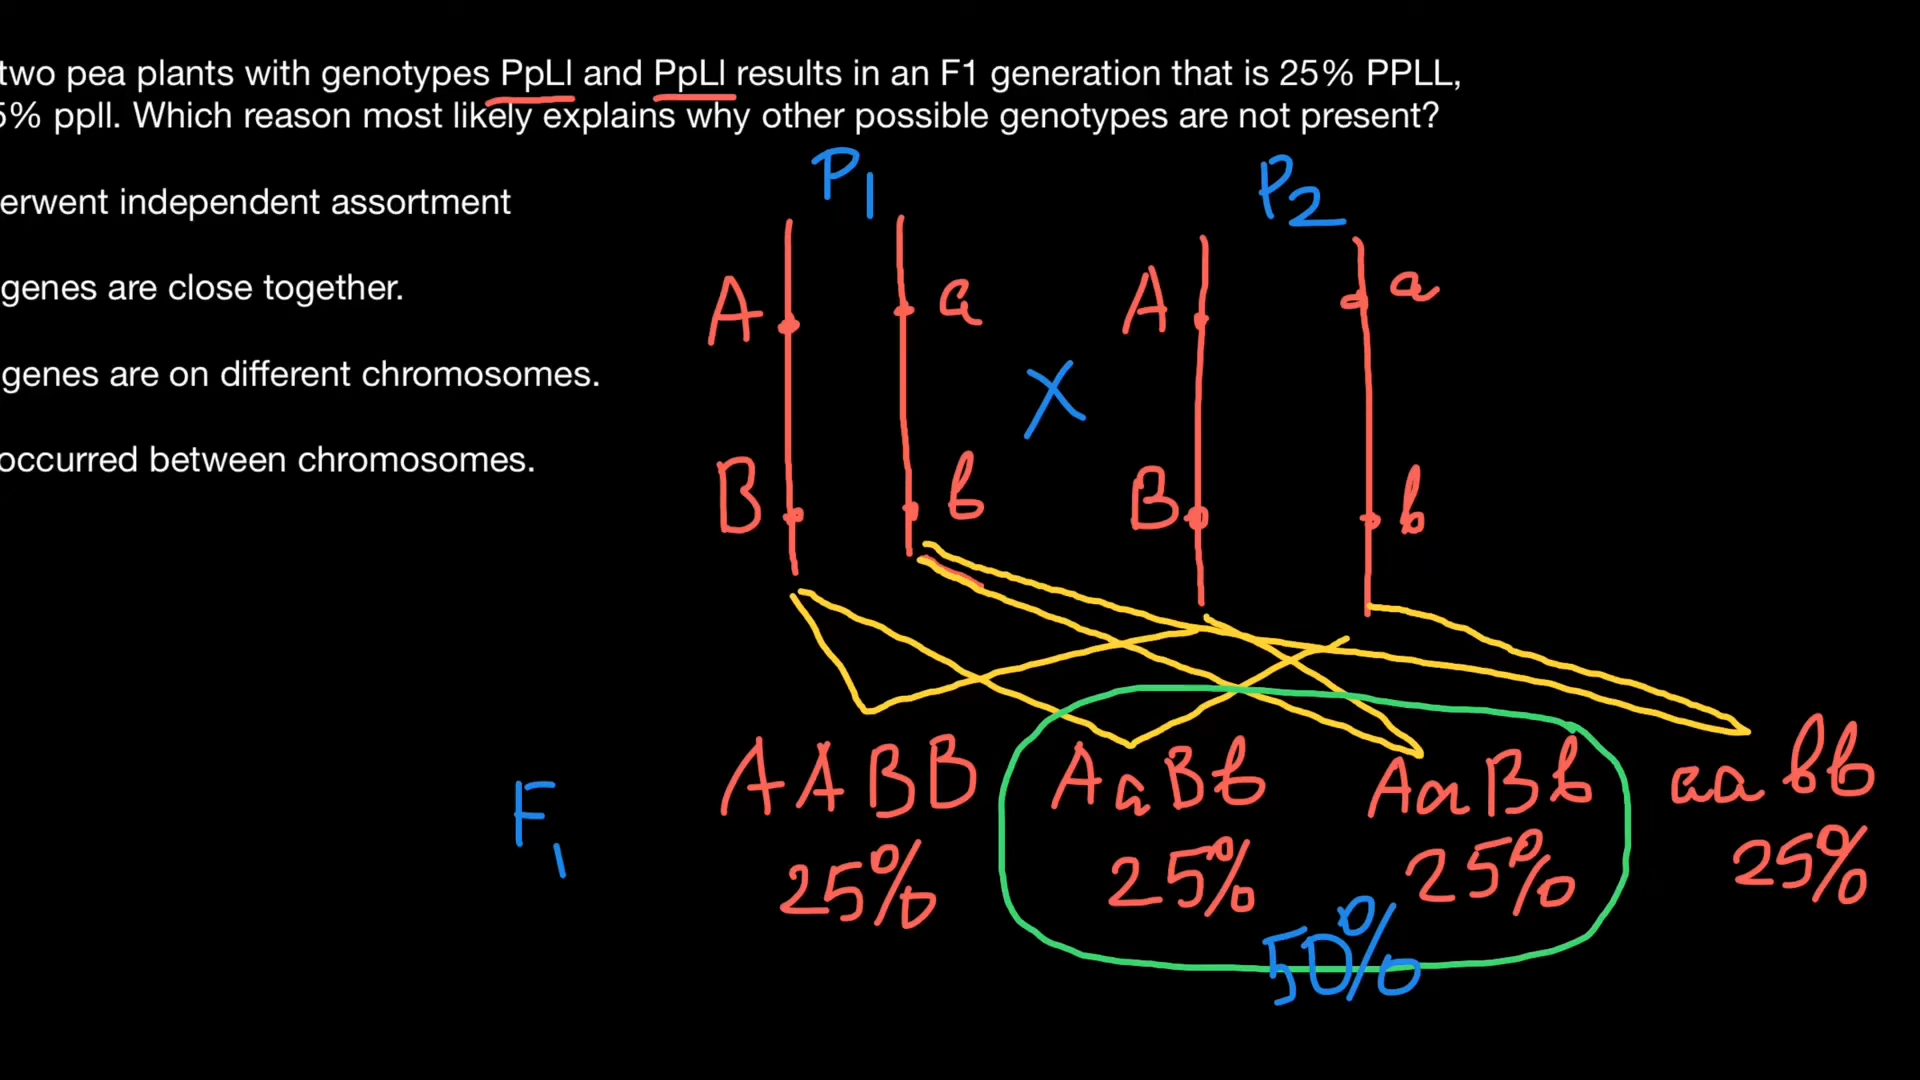 two pea plants with genotypes PpLl and PpLl results in an F1 generation that is 25% PPLL,
5% ppll. Which reason most likely explains why other possible genotypes are not present?
P1 P2
erwent independent assortment
genes are close together.
A a A a
genes are on different chromosomes.
X
occurred between chromosomes.
B b B b
F1 AABB AaBb AaBb aabb
25% 25% 25% 25%
50%